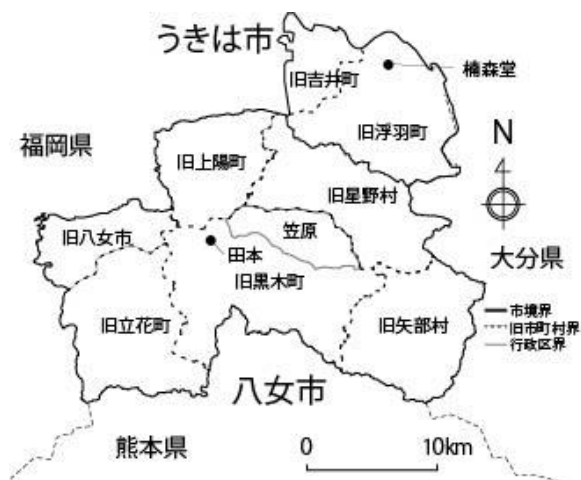 うきは市
楠森堂
旧吉井町
旧浮羽町
N
福岡県
旧上陽町
旧星野村
旧八女市
笠原
田本
大分県
旧黒木町
旧立花町
旧矢部村
市境界
旧市町村界
行政区界
八女市
熊本県
0 10km